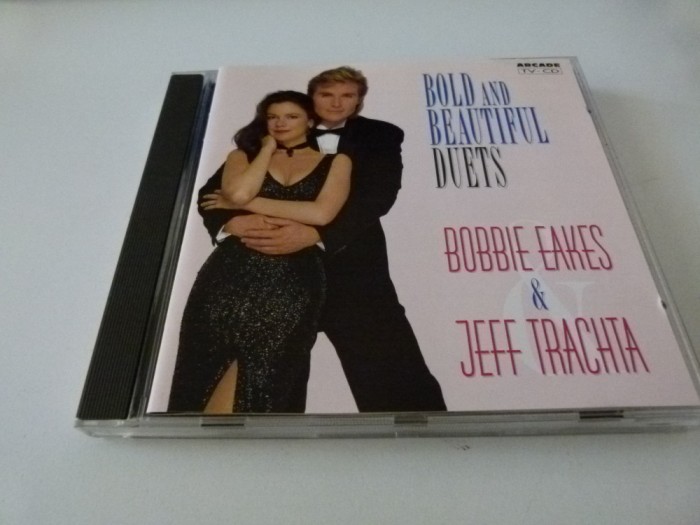 ARCADE
TV-CD
BOLD AND
BEAUTIFUL
DUETS
BOBBIE EAKES
&
JEFF TRACHTA